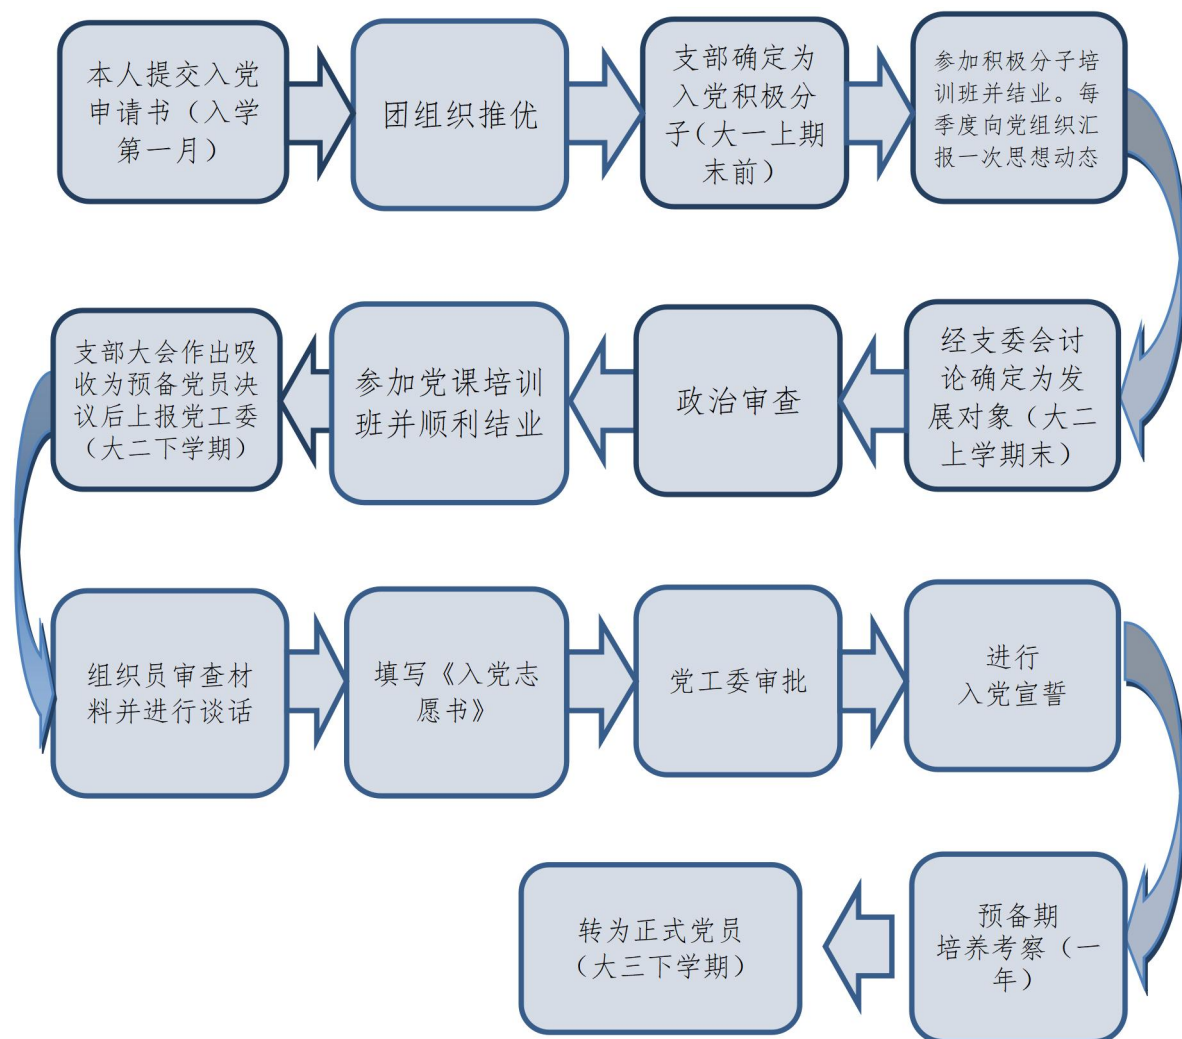 本人提交入党
申请书（入学
第一月）
团组织推优
支部确定为
入党积极分
子（大一上期
末前）
参加积极分子培
训班并结业。每
季度向党组织汇
报一次思想动态
经支委会讨
论确定为发
展对象（大二
上学期末）
政治审查
参加党课培训
班并顺利结业
支部大会作出吸
收为预备党员决
议后上报党工委
（大二下学期）
组织员审查材
料并进行谈话
填写《入党志
愿书》
党工委审批
进行
入党宣誓
预备期
培养考察（一
年）
转为正式党员
（大三下学期）